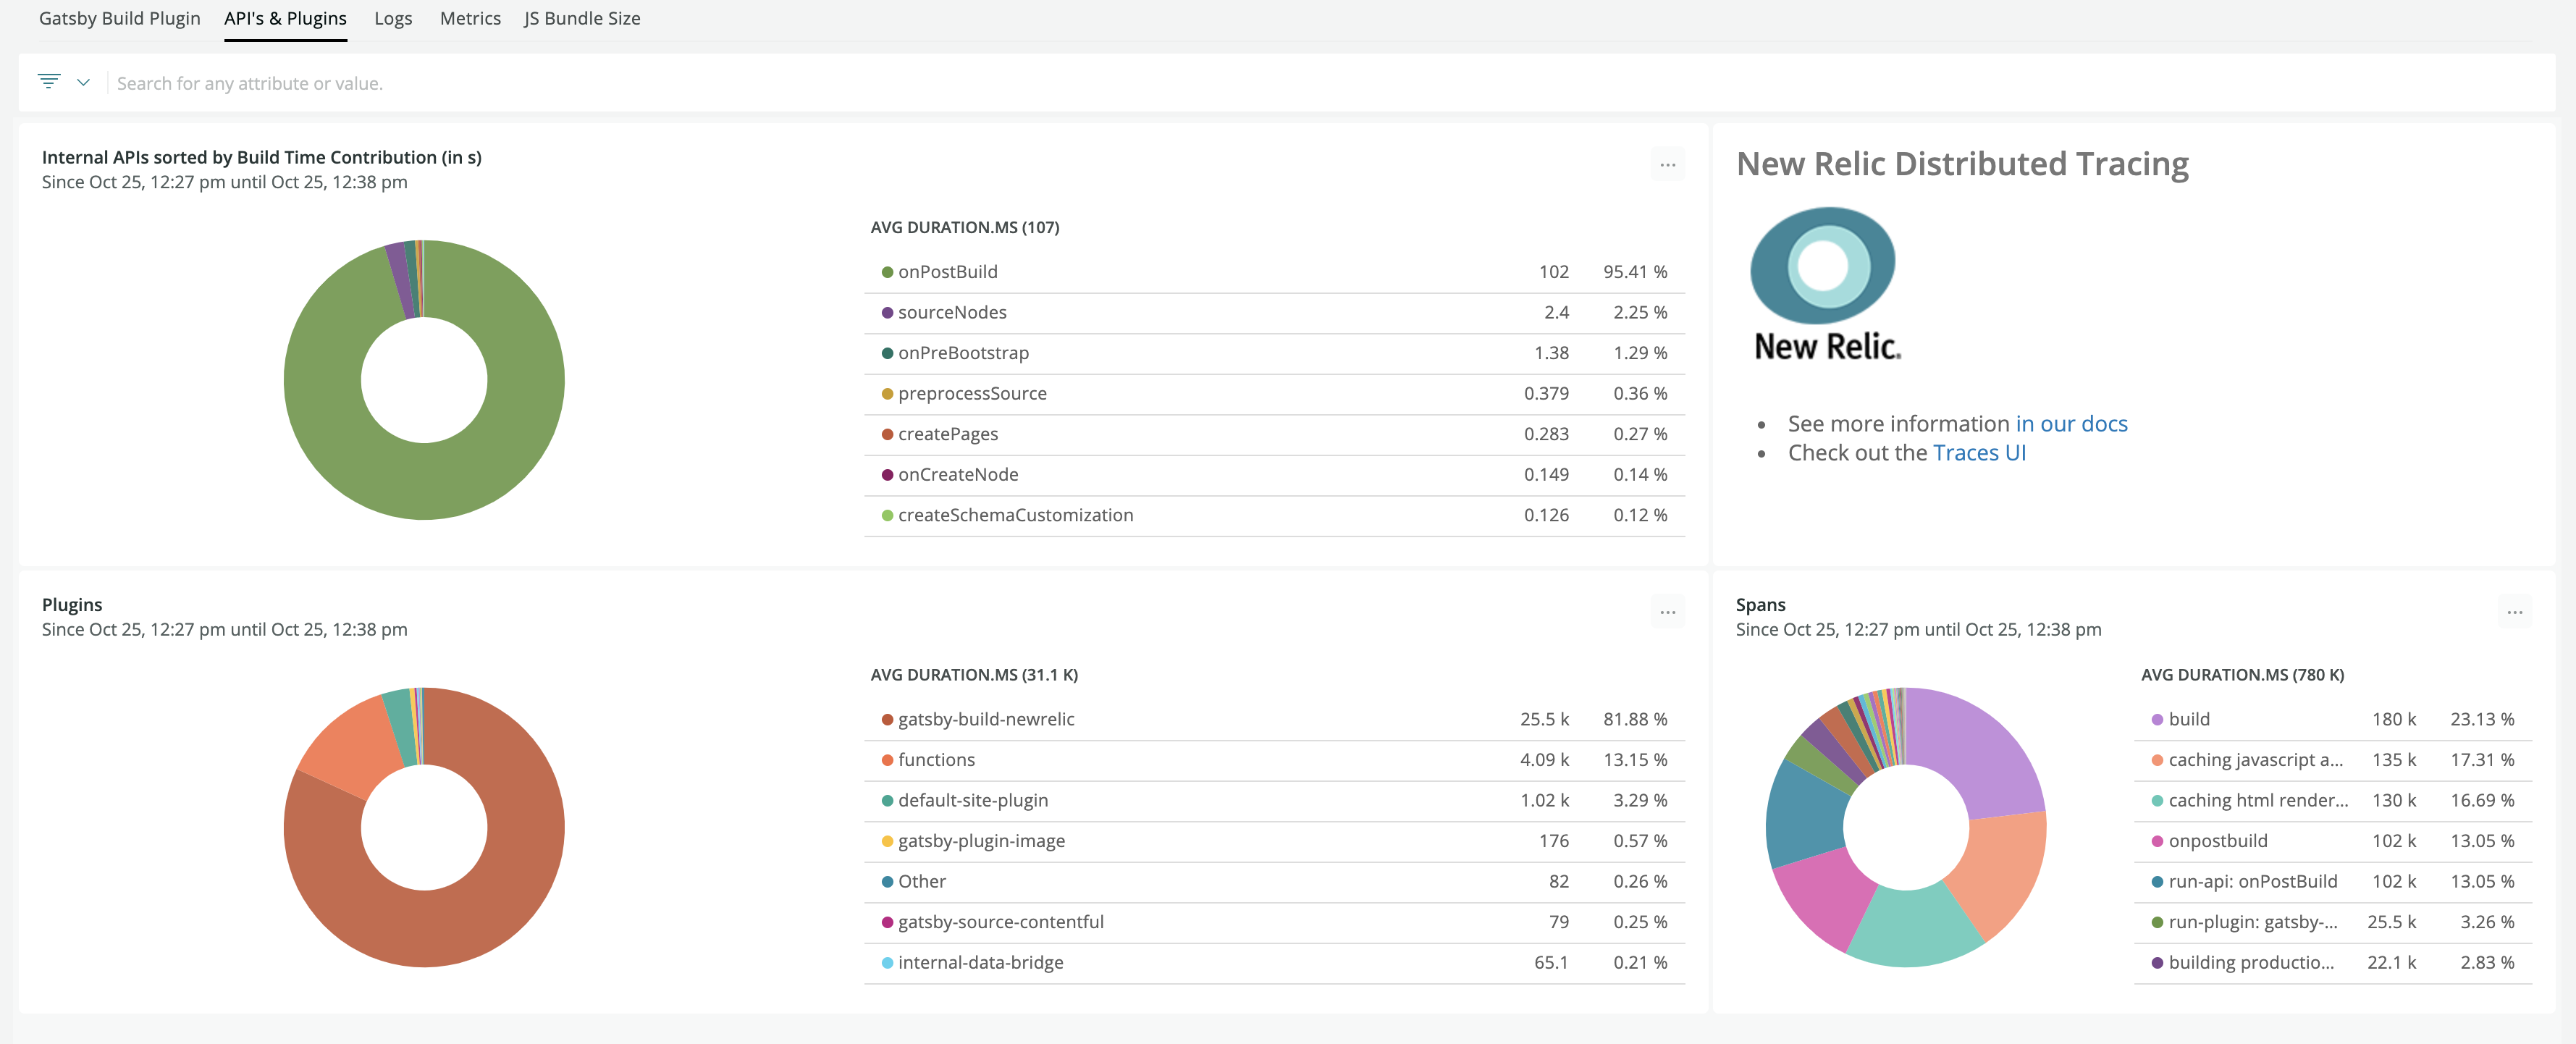 Gatsby Build Plugin API's & Plugins Logs Metrics JS Bundle Size
Search for any attribute or value.
Internal APIs sorted by Build Time Contribution (in s)
Since Oct 25, 12:27 pm until Oct 25, 12:38 pm
...
AVG DURATION.MS (107)
onPostBuild 102 95.41 %
sourceNodes 2.4 2.25 %
onPreBootstrap 1.38 1.29 %
preprocessSource 0.379 0.36 %
createPages 0.283 0.27 %
onCreateNode 0.149 0.14 %
createSchemaCustomization 0.126 0.12 %
New Relic Distributed Tracing
New Relic.
• See more information in our docs
• Check out the Traces UI
Plugins
Since Oct 25, 12:27 pm until Oct 25, 12:38 pm
...
AVG DURATION.MS (31.1 K)
gatsby-build-newrelic 25.5 k 81.88 %
functions 4.09 k 13.15 %
default-site-plugin 1.02 k 3.29 %
gatsby-plugin-image 176 0.57 %
Other 82 0.26 %
gatsby-source-contentful 79 0.25 %
internal-data-bridge 65.1 0.21 %
Spans
Since Oct 25, 12:27 pm until Oct 25, 12:38 pm
...
AVG DURATION.MS (780 K)
build 180 k 23.13 %
caching javascript a... 135 k 17.31 %
caching html render... 130 k 16.69 %
onpostbuild 102 k 13.05 %
run-api: onPostBuild 102 k 13.05 %
run-plugin: gatsby-... 25.5 k 3.26 %
building productio... 22.1 k 2.83 %